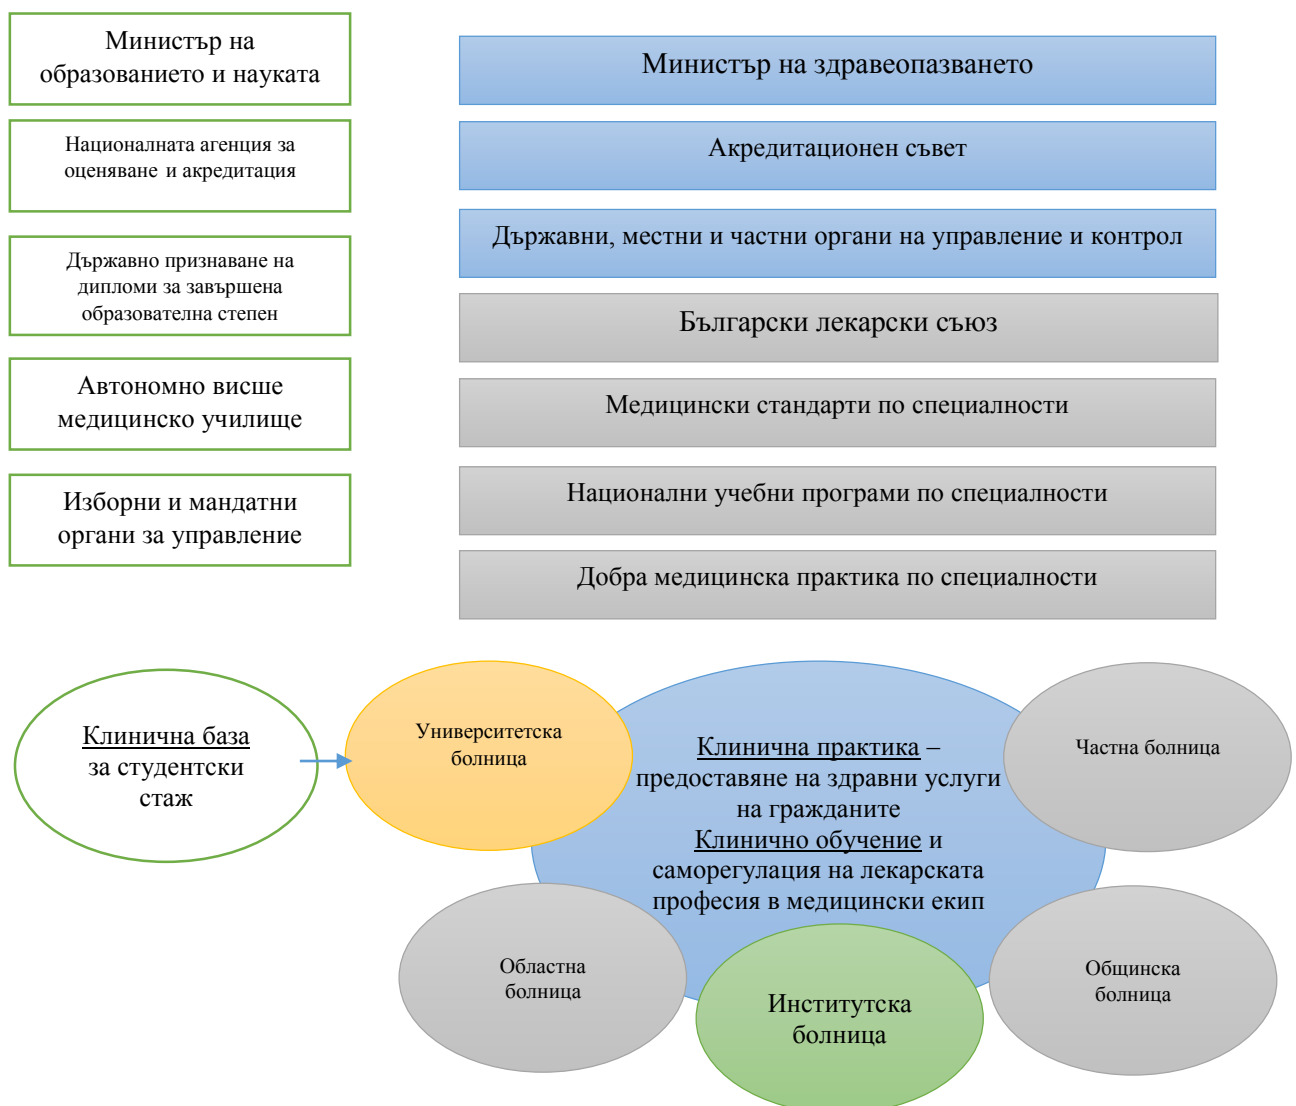 Министър на
образованието и науката
Националната агенция за
оценяване и акредитация
Държавно признаване на
дипломи за завършена
образователна степен
Автономно висше
медицинско училище
Изборни и мандатни
органи за управление
Министър на здравеопазването
Акредитационен съвет
Държавни, местни и частни органи на управление и контрол
Български лекарски съюз
Медицински стандарти по специалности
Национални учебни програми по специалности
Добра медицинска практика по специалности
Клинична база
за студентски
стаж
Университетска
болница
Клинична практика –
предоставяне на здравни услуги
на гражданите
Клинично обучение и
саморегулация на лекарската
професия в медицински екип
Частна болница
Областна
болница
Институтска
болница
Общинска
болница